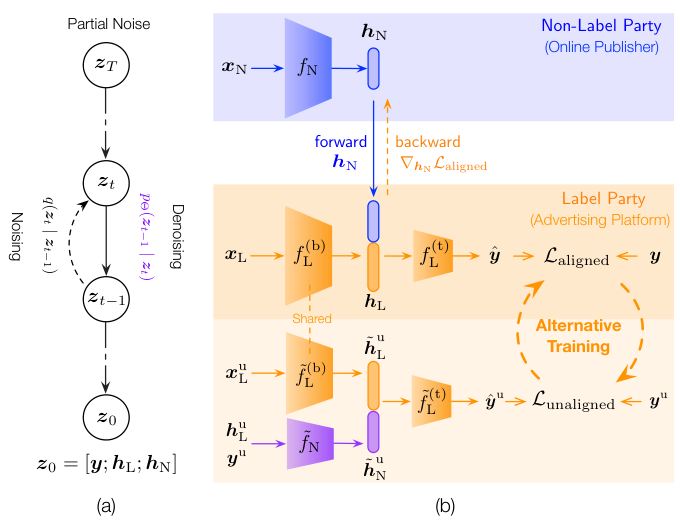 Partial Noise
z_T
z_t
z_{t-1}
z_0
Noising
q(z_t | z_{t-1})
p_Θ(z_{t-1} | z_t)
Denoising
z_0 = [y; h_L; h_N]
(a)
Non-Label Party
(Online Publisher)
h_N
x_N
f_N
forward
h_N
backward
∇_{h_N} L_aligned
Label Party
(Advertising Platform)
x_L
f_L^{(b)}
h_L
f_L^{(t)}
ŷ
L_aligned
y
Shared
Alternative
Training
x_L^u
f̃_L^{(b)}
h̃_L^u
f̃_L^{(t)}
ŷ^u
L_unaligned
y^u
h_L^u
y^u
f̃_N
h̃_N^u
(b)